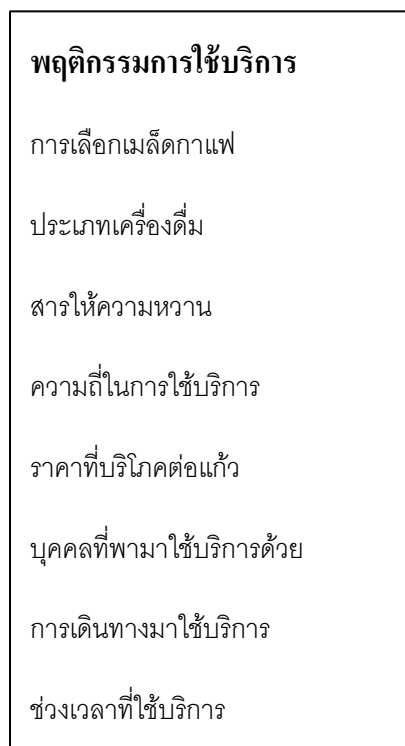 พฤติกรรมการใช้บริการ
การเลือกเมล็ดกาแฟ
ประเภทเครื่องดื่ม
สารให้ความหวาน
ความถี่ในการใช้บริการ
ราคาที่บริโภคต่อแก้ว
บุคคลที่พามาใช้บริการด้วย
การเดินทางมาใช้บริการ
ช่วงเวลาที่ใช้บริการ